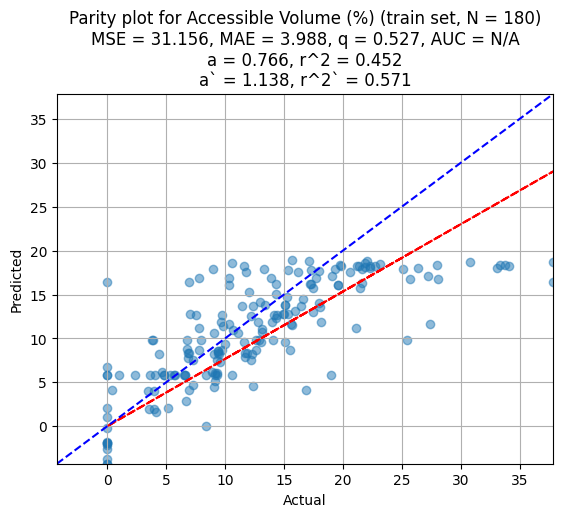 Parity plot for Accessible Volume (%) (train set, N = 180)
MSE = 31.156, MAE = 3.988, q = 0.527, AUC = N/A
a = 0.766, r^2 = 0.452
a` = 1.138, r^2` = 0.571
35
30
25
20
15
10
5
0
Predicted
0 5 10 15 20 25 30 35
Actual